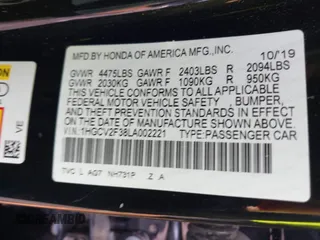 MFD. BY HONDA OF AMERICA MFG., INC. 10/19
GVWR 4475LBS GAWR F 2403LBS R 2094LBS
GVWR 2030KG GAWR F 1090KG R 950KG
THIS VEHICLE CONFORMS TO ALL APPLICABLE
FEDERAL MOTOR VEHICLE SAFETY, BUMPER,
AND THEFT PREVENTION STANDARDS IN EFFECT
ON THE DATE OF MANUFACTURE SHOWN ABOVE.
VIN:1HGCV2F38LA002221 TYPE:PASSENGER CAR
TVC L AG7 NH731P Z A
VE